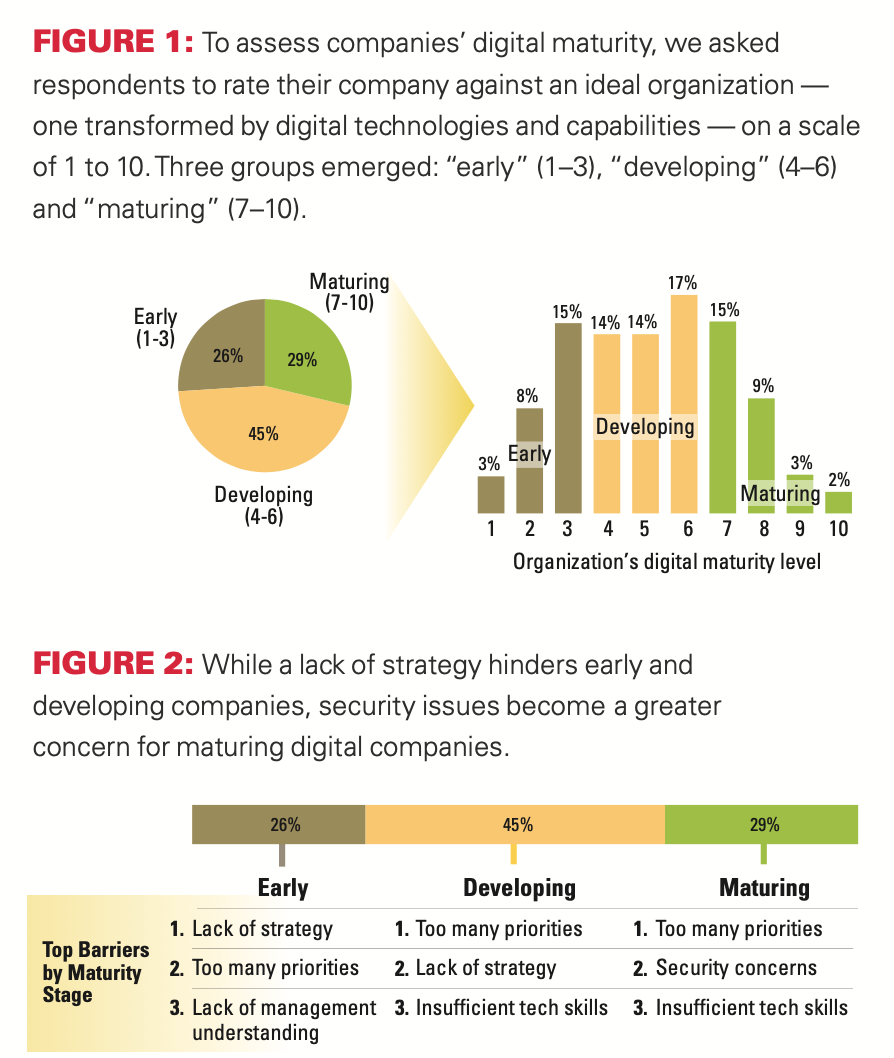 FIGURE 1: To assess companies’ digital maturity, we asked
respondents to rate their company against an ideal organization —
one transformed by digital technologies and capabilities — on a scale
of 1 to 10. Three groups emerged: “early” (1–3), “developing” (4–6)
and “maturing” (7–10).
Maturing
(7-10)
Early
(1-3)
26%
29%
45%
Developing
(4-6)
3%
8%
15%
14%
14%
17%
15%
9%
3%
2%
Early
Developing
Maturing
1 2 3 4 5 6 7 8 9 10
Organization’s digital maturity level
FIGURE 2: While a lack of strategy hinders early and
developing companies, security issues become a greater
concern for maturing digital companies.
26% 45% 29%
Early Developing Maturing
Top Barriers
by Maturity
Stage
1. Lack of strategy
2. Too many priorities
3. Lack of management
understanding
1. Too many priorities
2. Lack of strategy
3. Insufficient tech skills
1. Too many priorities
2. Security concerns
3. Insufficient tech skills